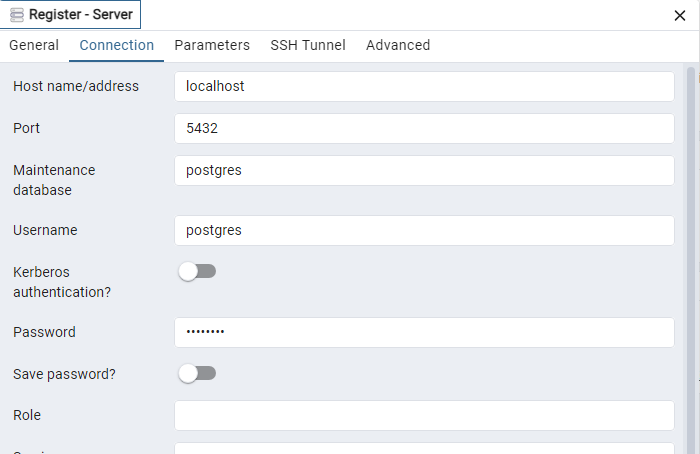 Register - Server
General Connection Parameters SSH Tunnel Advanced
Host name/address localhost
Port 5432
Maintenance postgres
database
Username postgres
Kerberos
authentication?
Password ••••••••
Save password?
Role